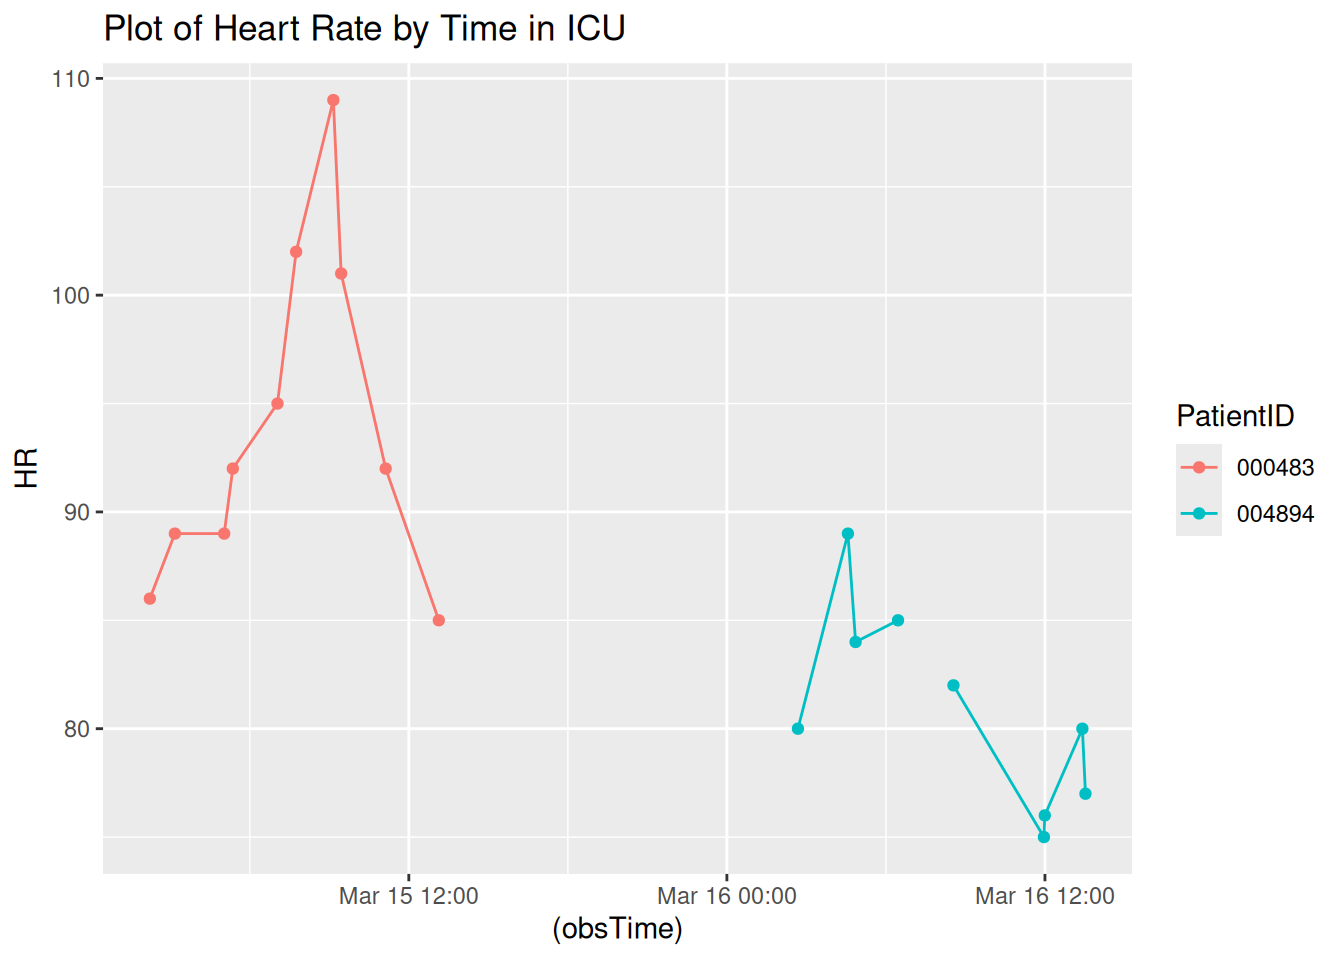 Plot of Heart Rate by Time in ICU
110
100
90
80
HR
Mar 15 12:00
Mar 16 00:00
Mar 16 12:00
(obsTime)
PatientID
000483
004894